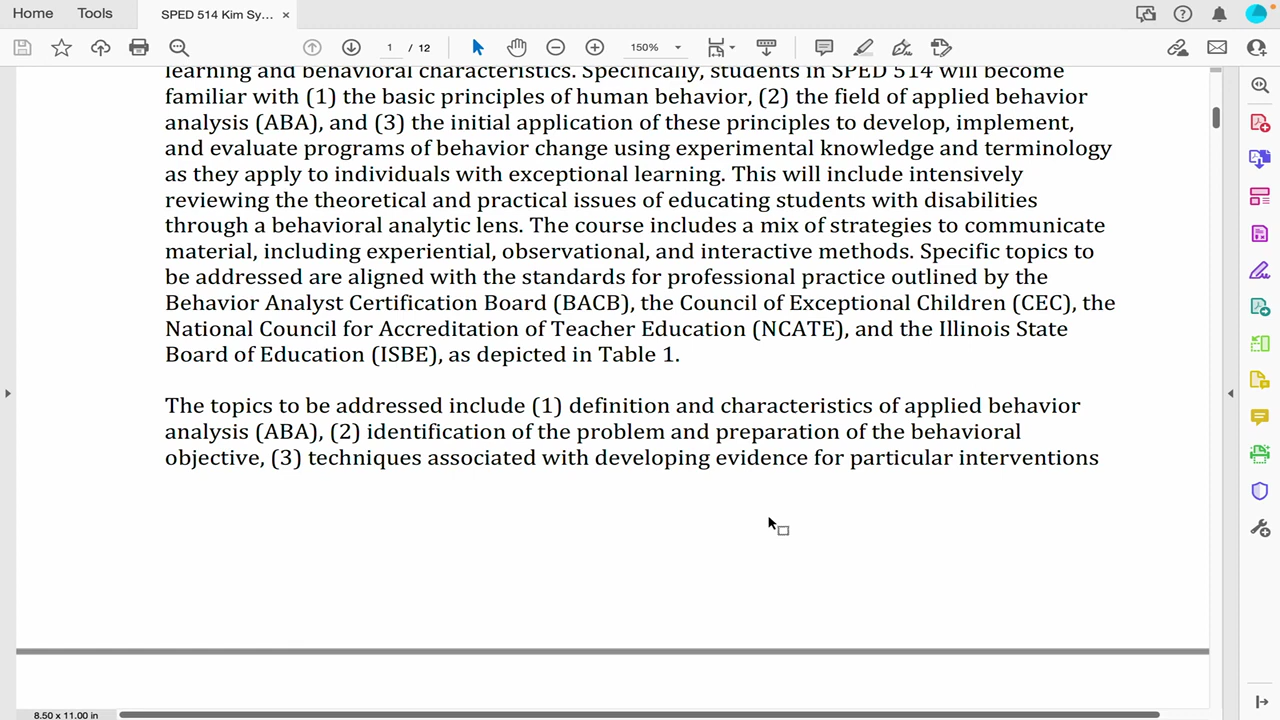 Home Tools SPED 514 Kim Sy... ×
1 / 12 150%
learning and behavioral characteristics. Specifically, students in SPED 514 will become
familiar with (1) the basic principles of human behavior, (2) the field of applied behavior
analysis (ABA), and (3) the initial application of these principles to develop, implement,
and evaluate programs of behavior change using experimental knowledge and terminology
as they apply to individuals with exceptional learning. This will include intensively
reviewing the theoretical and practical issues of educating students with disabilities
through a behavioral analytic lens. The course includes a mix of strategies to communicate
material, including experiential, observational, and interactive methods. Specific topics to
be addressed are aligned with the standards for professional practice outlined by the
Behavior Analyst Certification Board (BACB), the Council of Exceptional Children (CEC), the
National Council for Accreditation of Teacher Education (NCATE), and the Illinois State
Board of Education (ISBE), as depicted in Table 1.
The topics to be addressed include (1) definition and characteristics of applied behavior
analysis (ABA), (2) identification of the problem and preparation of the behavioral
objective, (3) techniques associated with developing evidence for particular interventions
8.50 x 11.00 in